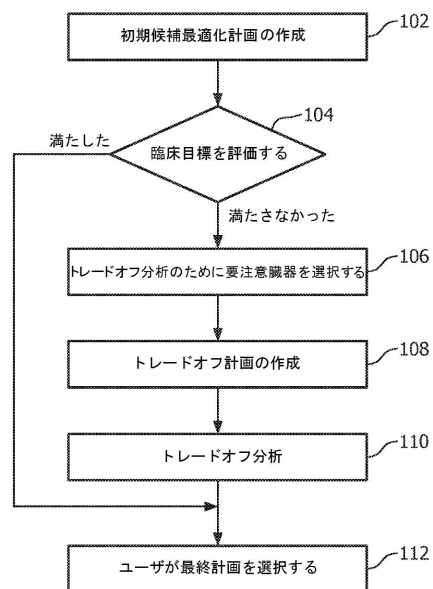 初期候補最適化計画の作成
102
104
満たした
臨床目標を評価する
満たさなかった
トレードオフ分析のために要注意臓器を選択する
106
トレードオフ計画の作成
108
トレードオフ分析
110
ユーザが最終計画を選択する
112